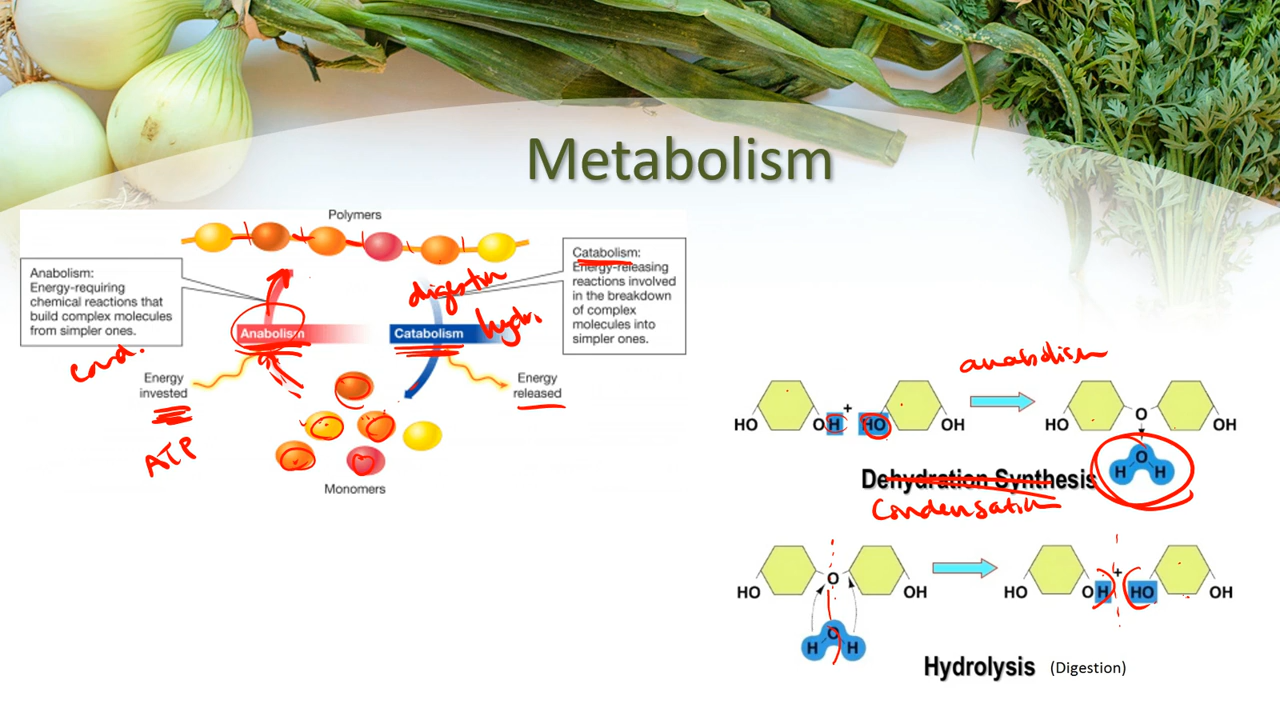 Metabolism
Polymers
Anabolism:
Energy-requiring
chemical reactions that
build complex molecules
from simpler ones.
Catabolism:
Energy-releasing
reactions involved
in the breakdown
of complex
molecules into
simpler ones.
digestion
hydr.
Anabolism
Catabolism
cond.
Energy
invested
ATP
Energy
released
Monomers
anabolism
HO OH + HO OH
HO O OH
H O H
Dehydration Synthesis
Condensation
HO O OH
H O H
HO OH + HO OH
Hydrolysis (Digestion)